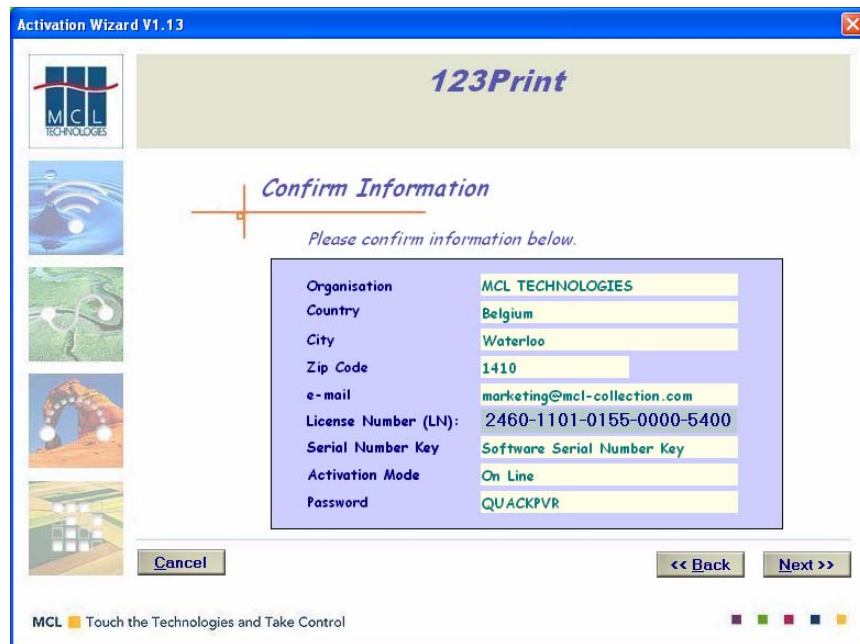 Activation Wizard V1.13
MCL
TECHNOLOGIES
123Print
Confirm Information
Please confirm information below.
Organisation MCL TECHNOLOGIES
Country Belgium
City Waterloo
Zip Code 1410
e-mail marketing@mcl-collection.com
License Number (LN): 2460-1101-0155-0000-5400
Serial Number Key Software Serial Number Key
Activation Mode On Line
Password QUACKPVR
Cancel << Back Next >>
MCL Touch the Technologies and Take Control